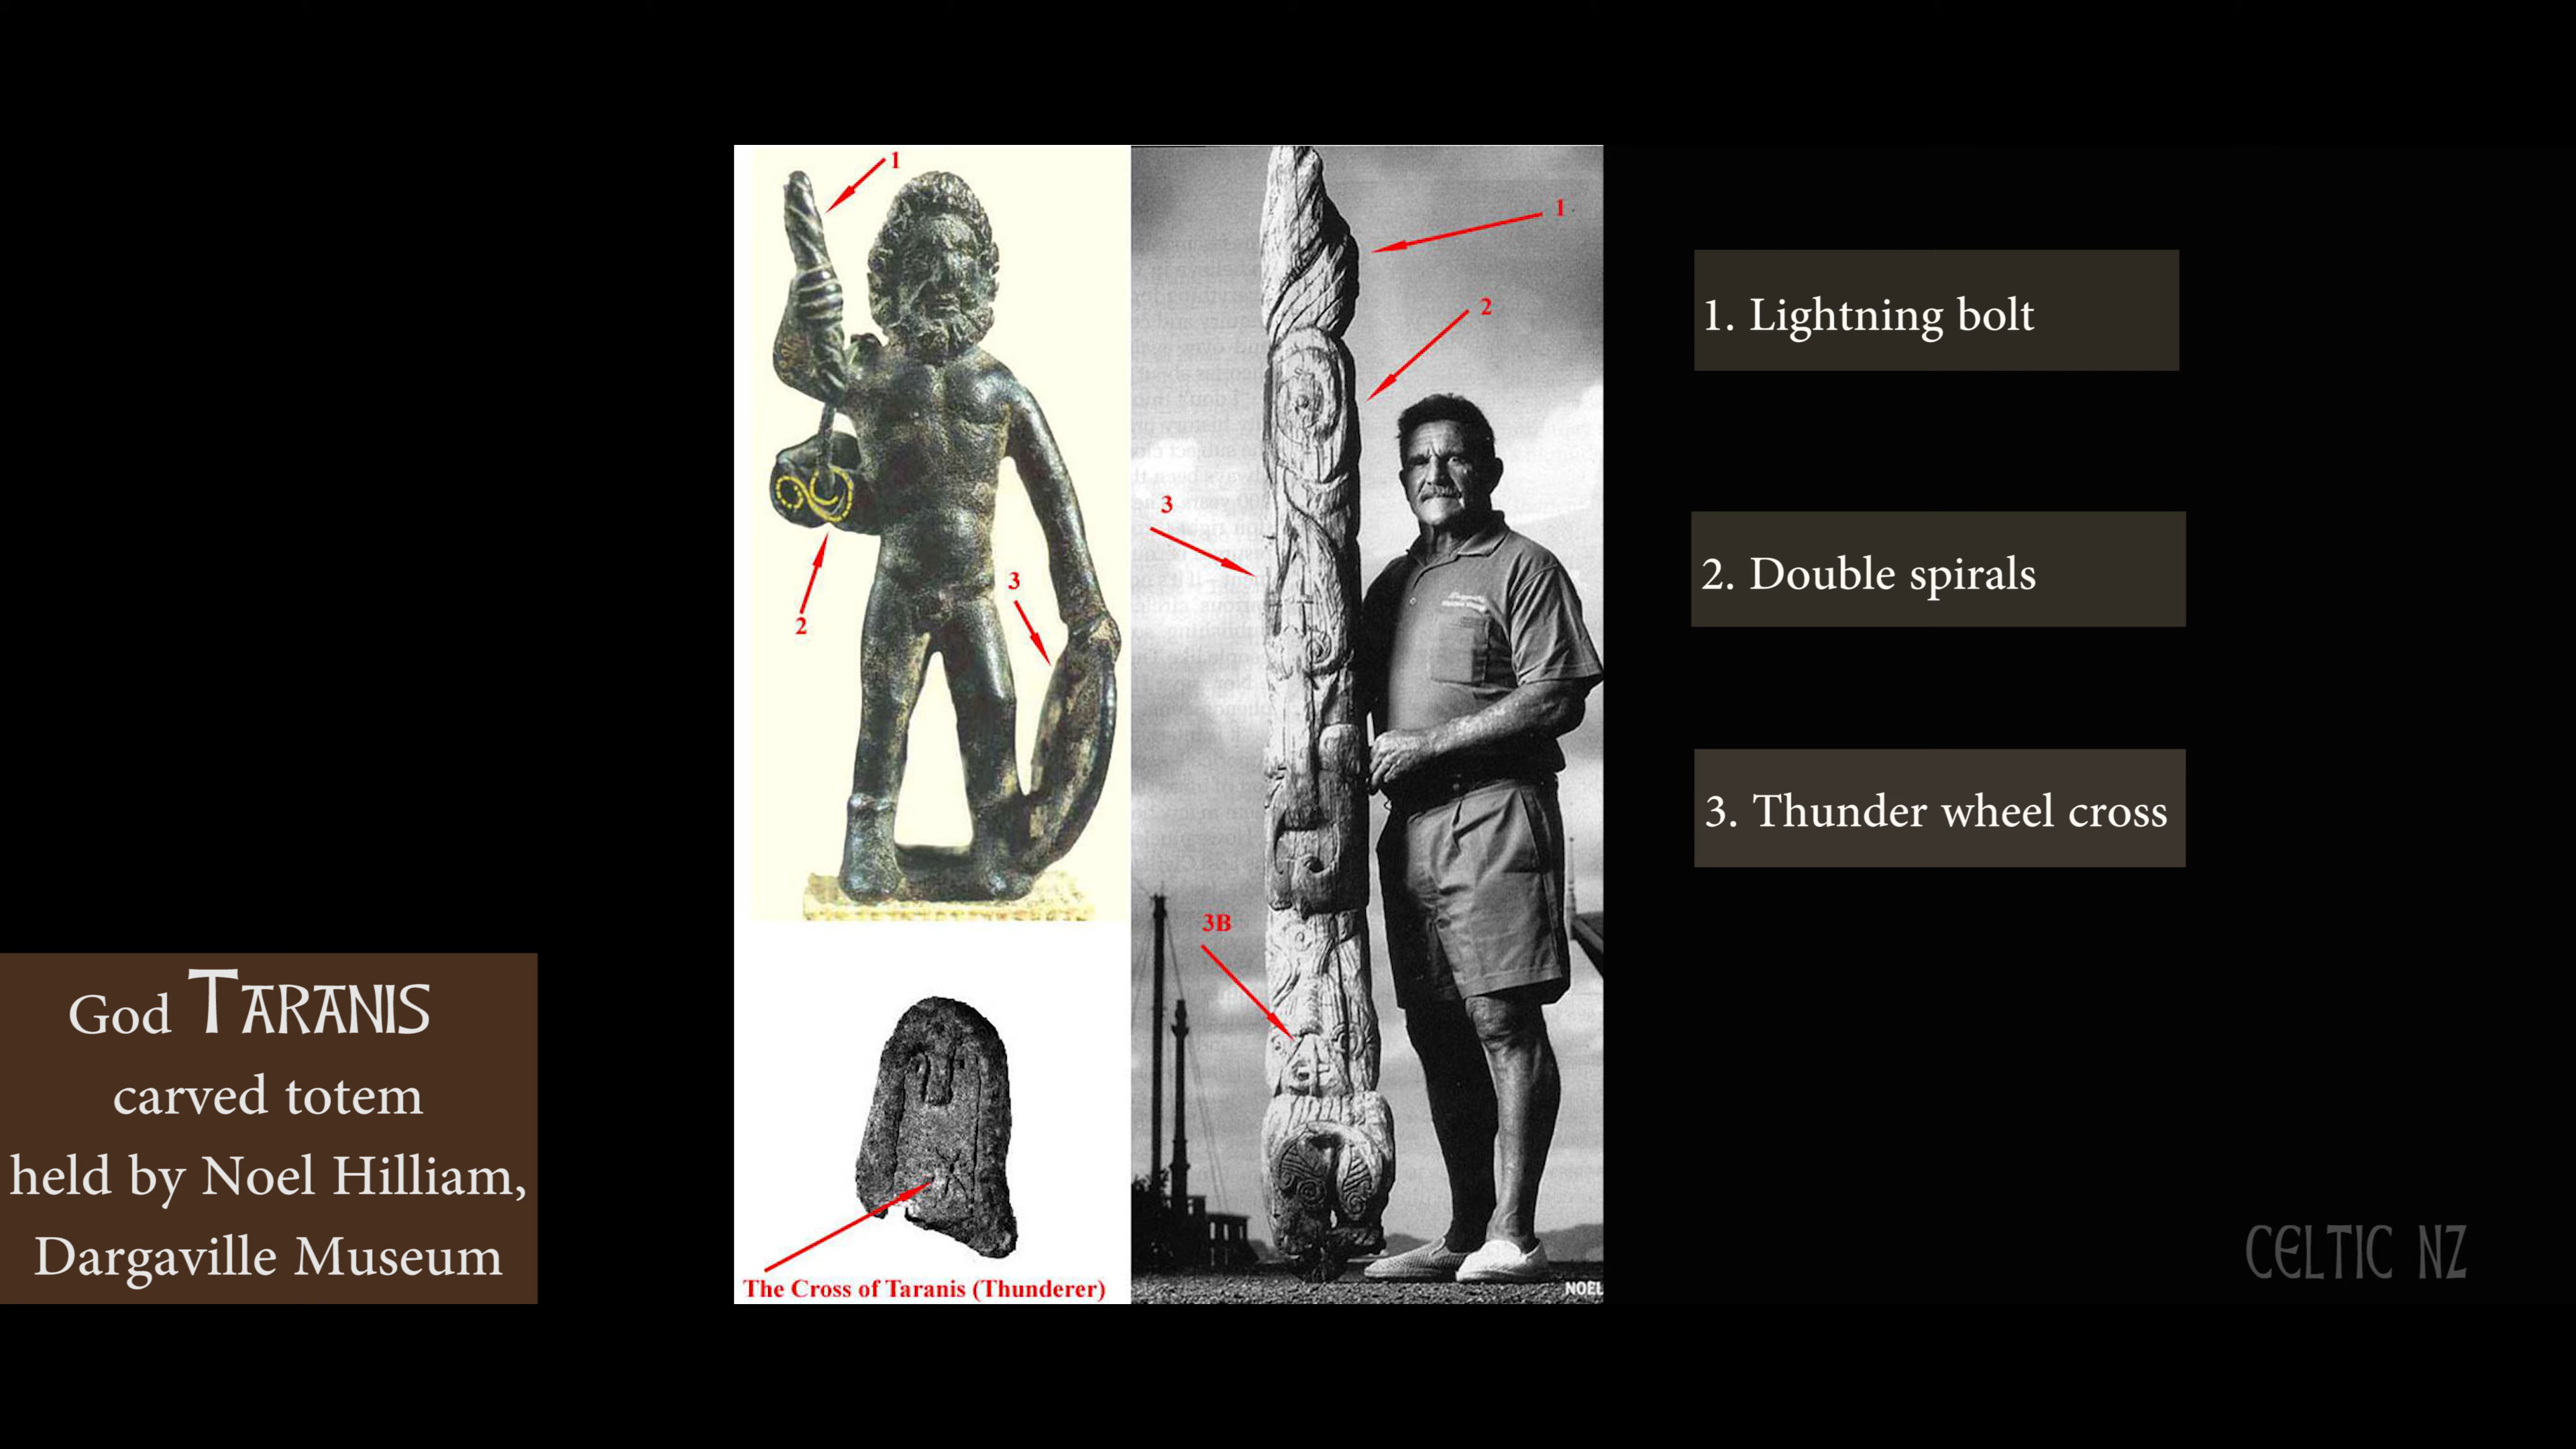 1
1
2
3
3
2
3B
The Cross of Taranis (Thunderer)
NOEL
God TARANIS
carved totem
held by Noel Hilliam,
Dargaville Museum
1. Lightning bolt
2. Double spirals
3. Thunder wheel cross
CELTIC NZ